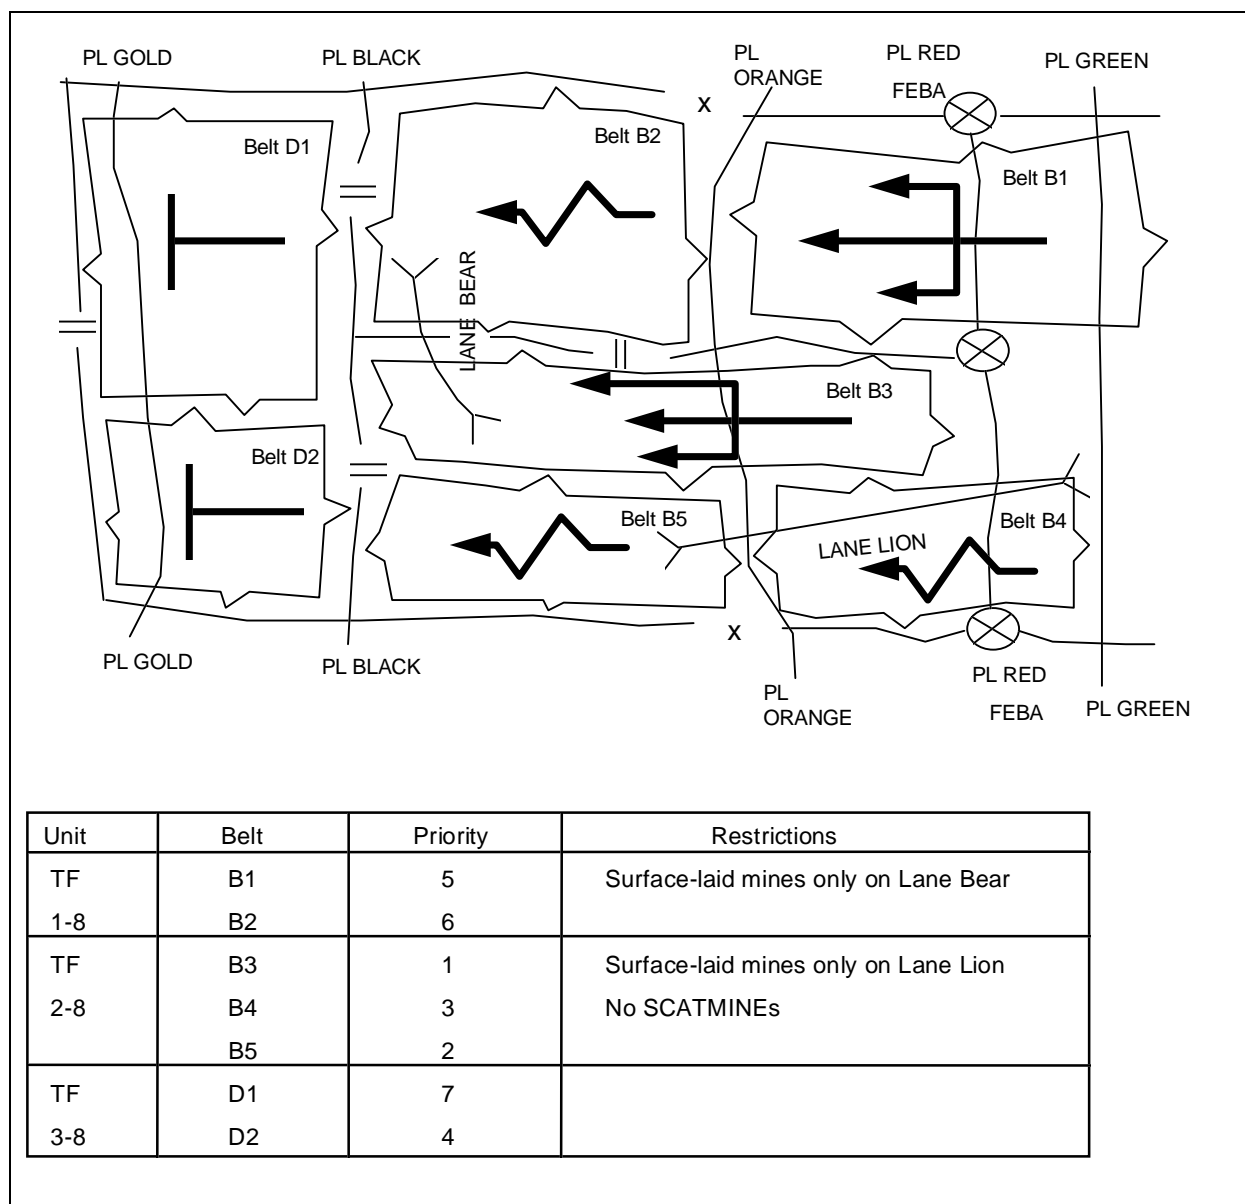 PL GOLD
PL BLACK
PL
ORANGE
PL RED
FEBA
PL GREEN
x
Belt D1
Belt B2
Belt B1
LANE BEAR
Belt B3
Belt D2
Belt B5
Belt B4
LANE LION
x
PL GOLD
PL BLACK
PL
ORANGE
PL RED
FEBA
PL GREEN
Unit Belt Priority Restrictions
TF B1 5 Surface-laid mines only on Lane Bear
1-8 B2 6
TF B3 1 Surface-laid mines only on Lane Lion
2-8 B4 3 No SCATMINEs
B5 2
TF D1 7
3-8 D2 4